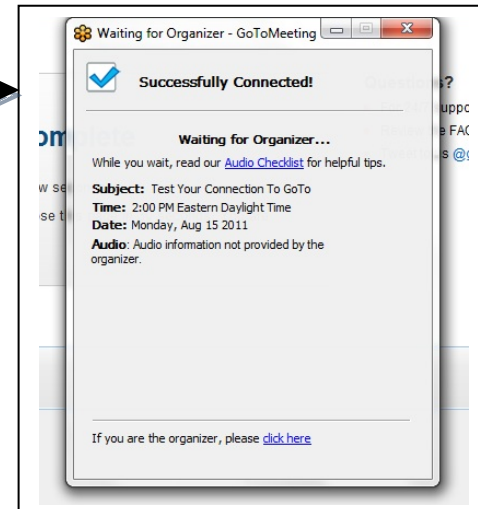 Waiting for Organizer - GoToMeeting
Successfully Connected!
Waiting for Organizer...
While you wait, read our Audio Checklist for helpful tips.
Subject: Test Your Connection To GoTo
Time: 2:00 PM Eastern Daylight Time
Date: Monday, Aug 15 2011
Audio: Audio information not provided by the
organizer.
If you are the organizer, please click here